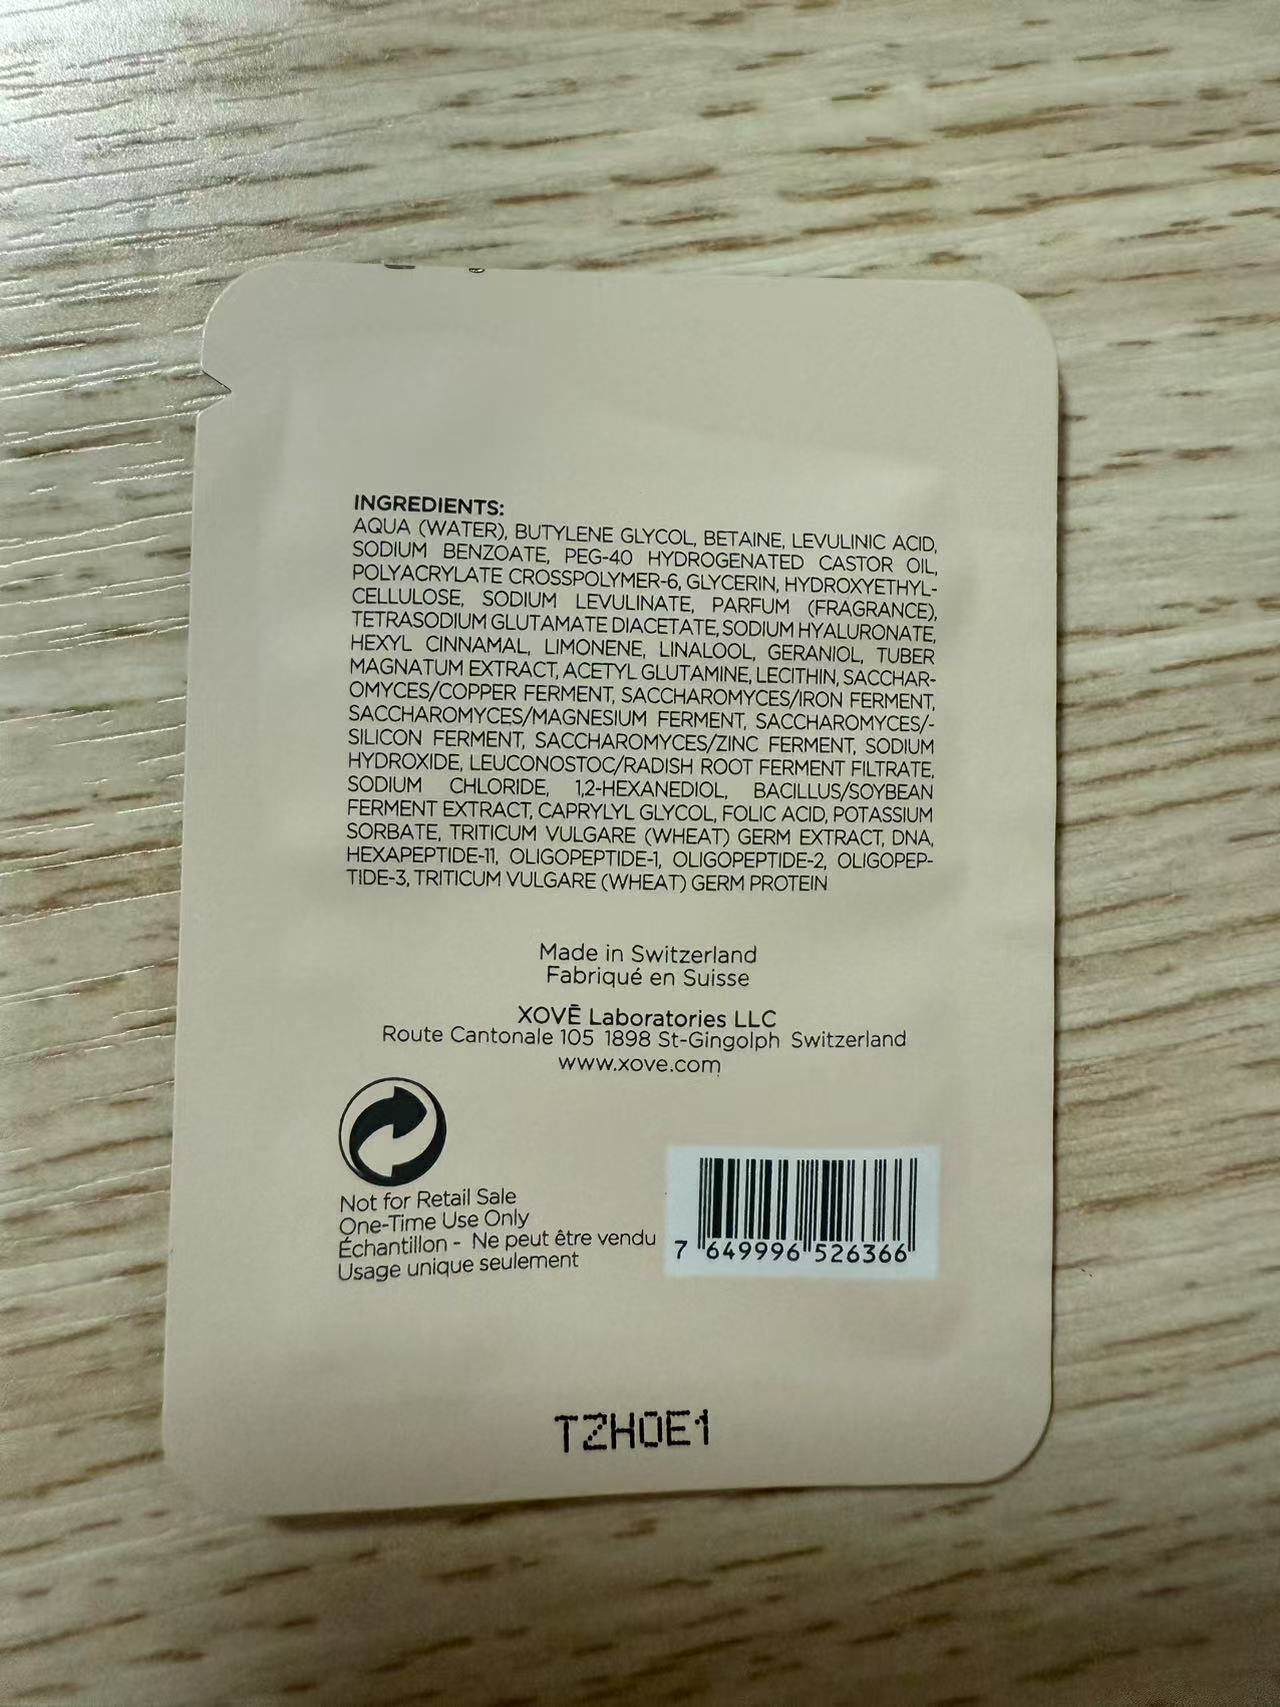 INGREDIENTS:
AQUA (WATER), BUTYLENE GLYCOL, BETAINE, LEVULINIC ACID,
SODIUM BENZOATE, PEG-40 HYDROGENATED CASTOR OIL,
POLYACRYLATE CROSSPOLYMER-6, GLYCERIN, HYDROXYETHYL-
CELLULOSE, SODIUM LEVULINATE, PARFUM (FRAGRANCE),
TETRASODIUM GLUTAMATE DIACETATE, SODIUM HYALURONATE,
HEXYL CINNAMAL, LIMONENE, LINALOOL, GERANIOL, TUBER
MAGNATUM EXTRACT, ACETYL GLUTAMINE, LECITHIN, SACCHAR-
OMYCES/COPPER FERMENT, SACCHAROMYCES/IRON FERMENT,
SACCHAROMYCES/MAGNESIUM FERMENT, SACCHAROMYCES/-
SILICON FERMENT, SACCHAROMYCES/ZINC FERMENT, SODIUM
HYDROXIDE, LEUCONOSTOC/RADISH ROOT FERMENT FILTRATE,
SODIUM CHLORIDE, 1,2-HEXANEDIOL, BACILLUS/SOYBEAN
FERMENT EXTRACT, CAPRYLYL GLYCOL, FOLIC ACID, POTASSIUM
SORBATE, TRITICUM VULGARE (WHEAT) GERM EXTRACT, DNA,
HEXAPEPTIDE-11, OLIGOPEPTIDE-1, OLIGOPEPTIDE-2, OLIGOPEP-
TIDE-3, TRITICUM VULGARE (WHEAT) GERM PROTEIN
Made in Switzerland
Fabriqué en Suisse
XOVĒ Laboratories LLC
Route Cantonale 105 1898 St-Gingolph Switzerland
www.xove.com
Not for Retail Sale
One-Time Use Only
Échantillon - Ne peut être vendu
Usage unique seulement
7 649996 526366
TZH0E1